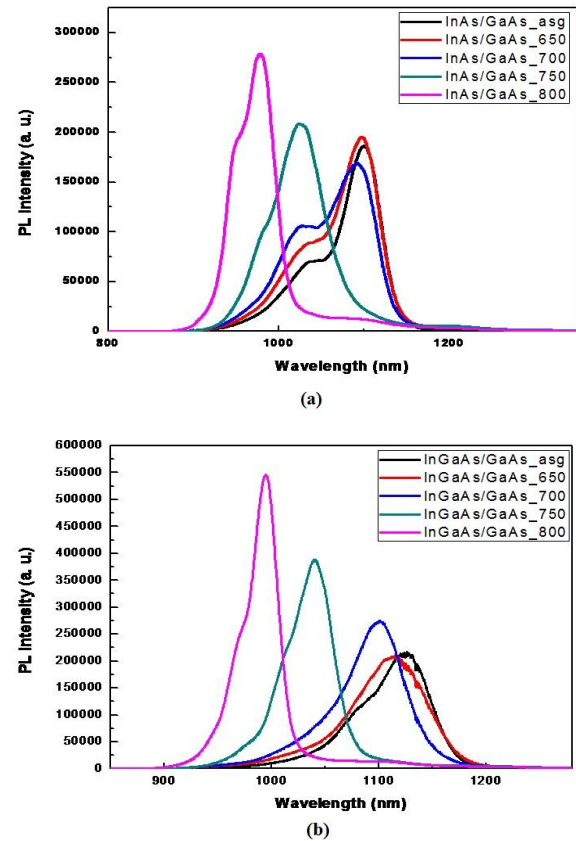 (a)
300000
250000
200000
150000
100000
50000
0
PL Intensity (a. u.)
InAs/GaAs_asg
InAs/GaAs_650
InAs/GaAs_700
InAs/GaAs_750
InAs/GaAs_800
800
1000
1200
Wavelength (nm)
(a)
600000
550000
500000
450000
400000
350000
300000
250000
200000
150000
100000
50000
0
PL Intensity (a. u.)
InGaAs/GaAs_asg
InGaAs/GaAs_650
InGaAs/GaAs_700
InGaAs/GaAs_750
InGaAs/GaAs_800
900
1000
1100
1200
Wavelength (nm)
(b)